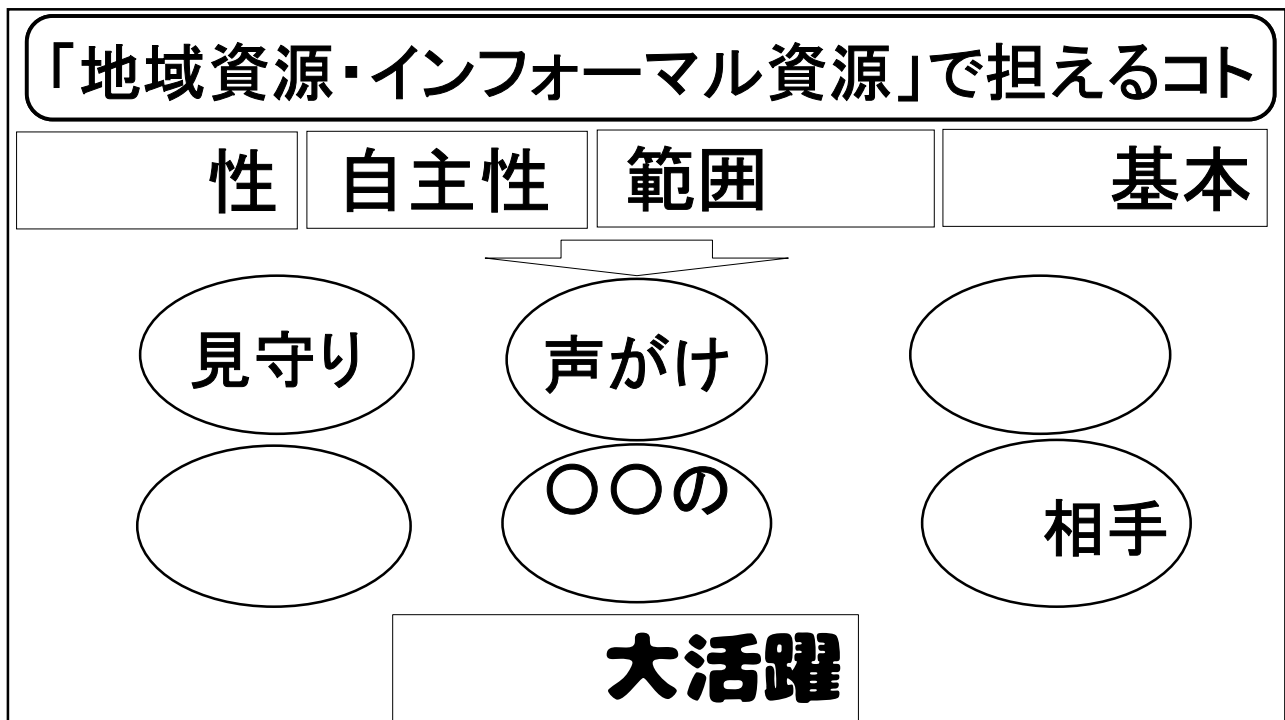 「地域資源・インフォーマル資源」で担えるコト
性 自主性 範囲 基本
見守り 声がけ
〇〇の
相手
大活躍